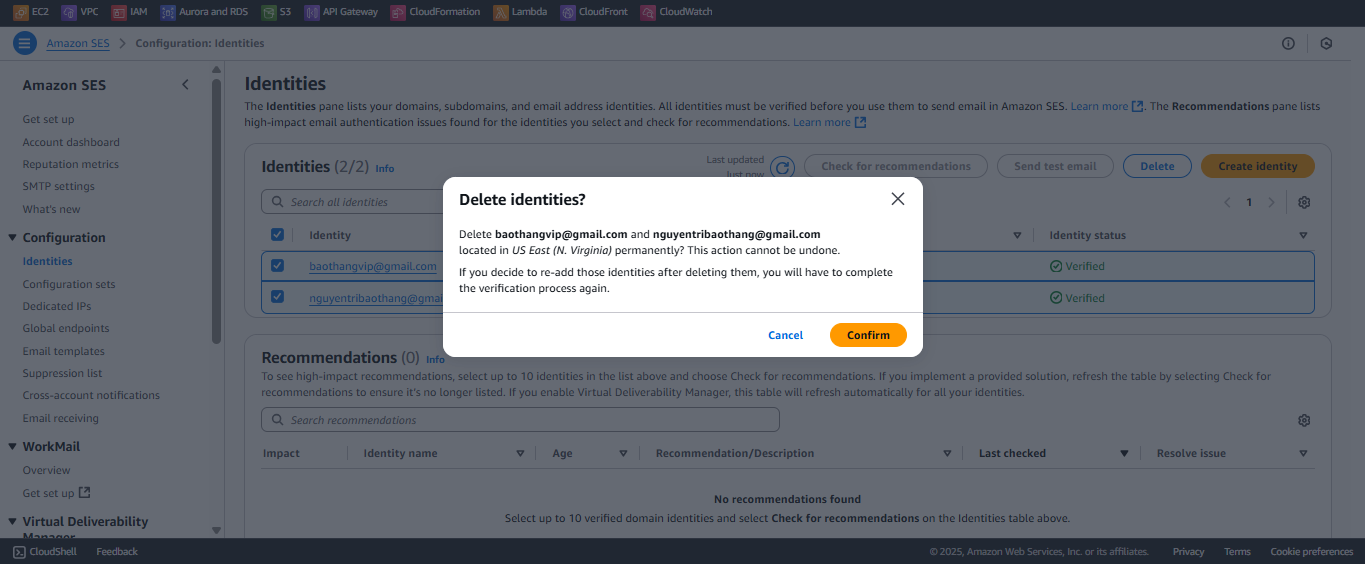 EC2 VPC IAM Aurora and RDS S3 API Gateway CloudFormation Lambda CloudFront CloudWatch
Amazon SES Configuration: Identities
Amazon SES
Get set up
Account dashboard
Reputation metrics
SMTP settings
What's new
Configuration
Identities
Configuration sets
Dedicated IPs
Global endpoints
Email templates
Suppression list
Cross-account notifications
Email receiving
WorkMail
Overview
Get set up
Virtual Deliverability
Manager
Identities
The Identities pane lists your domains, subdomains, and email address identities. All identities must be verified before you use them to send email in Amazon SES. Learn more . The Recommendations pane lists
high-impact email authentication issues found for the identities you select and check for recommendations. Learn more
Identities (2/2) Info
Last updated
just now
Check for recommendations Send test email Delete Create identity
Search all identities
1
Identity Identity status
baothangvip@gmail.com Verified
nguyentribaothang@gmai Verified
Delete identities?
Delete baothangvip@gmail.com and nguyentribaothang@gmail.com
located in US East (N. Virginia) permanently? This action cannot be undone.
If you decide to re-add those identities after deleting them, you will have to complete
the verification process again.
Cancel Confirm
Recommendations (0) Info
To see high-impact recommendations, select up to 10 identities in the list above and choose Check for recommendations. If you implement a provided solution, refresh the table by selecting Check for
recommendations to ensure it's no longer listed. If you enable Virtual Deliverability Manager, this table will refresh automatically for all your identities.
Search recommendations
Impact Identity name Age Recommendation/Description Last checked Resolve issue
No recommendations found
Select up to 10 verified domain identities and select Check for recommendations on the Identities table above.
CloudShell Feedback © 2025, Amazon Web Services, Inc. or its affiliates. Privacy Terms Cookie preferences